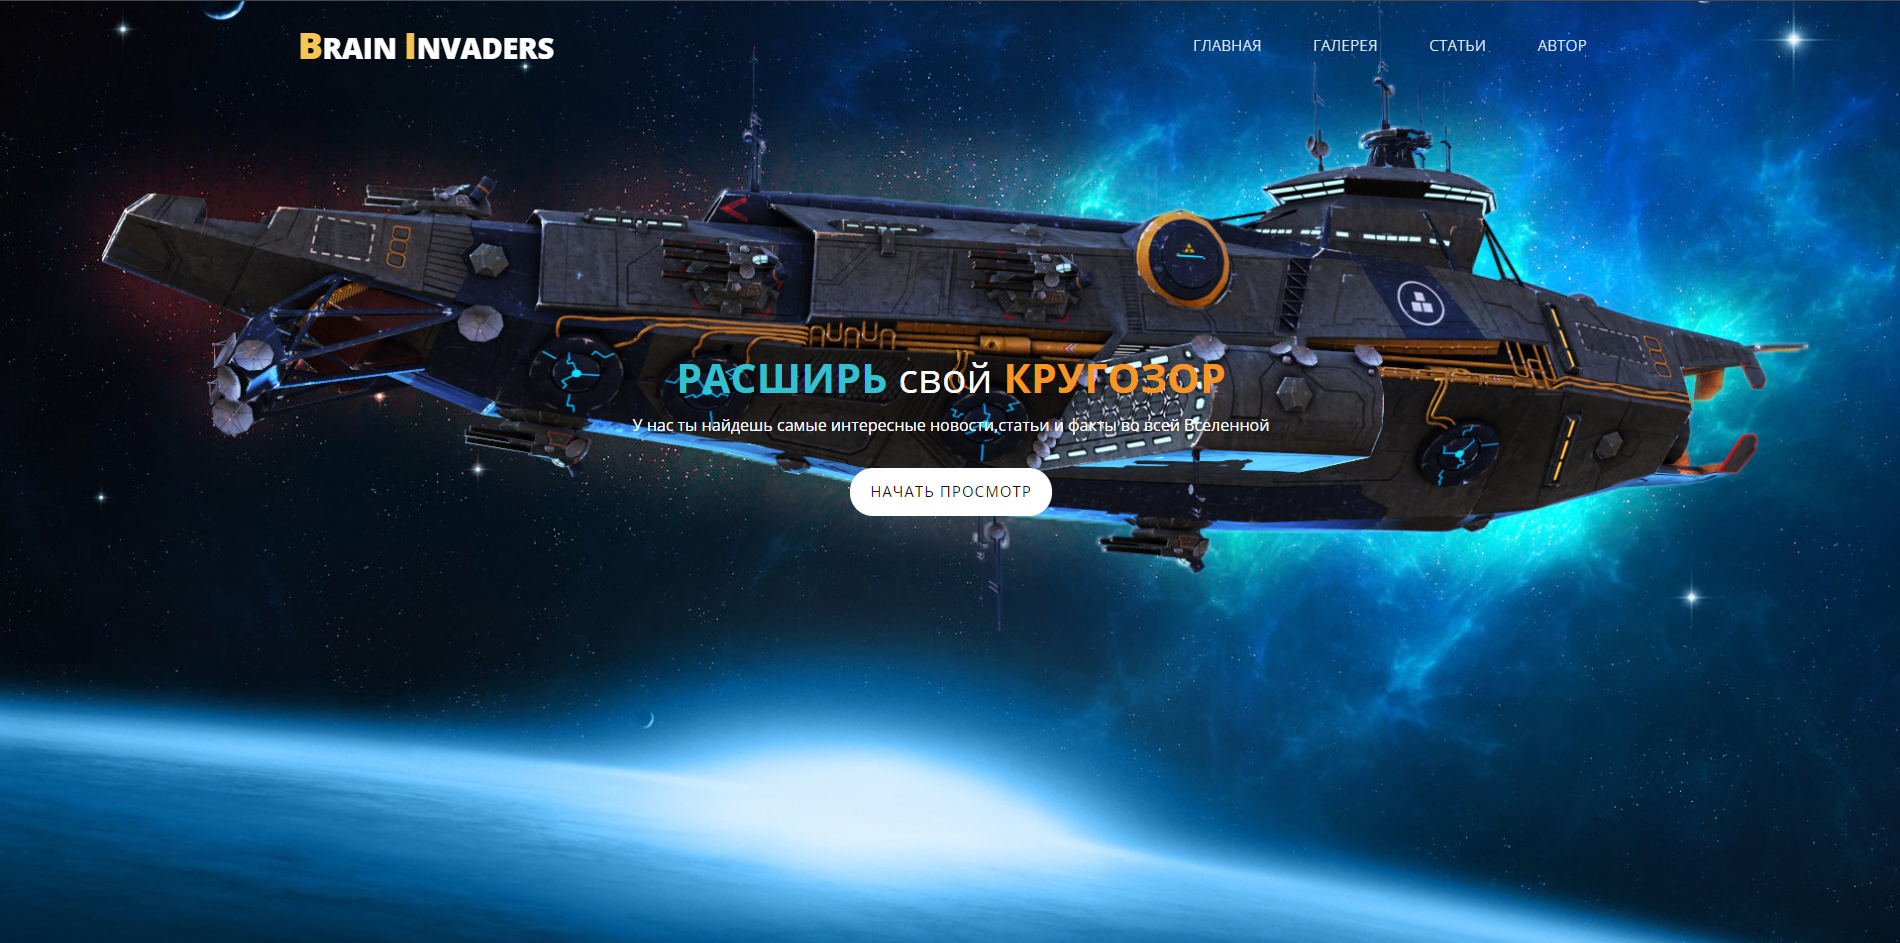 BRAIN INVADERS
ГЛАВНАЯ ГАЛЕРЕЯ СТАТЬИ АВТОР
РАСШИРЬ свой КРУГОЗОР
У нас ты найдешь самые интересные новости,статьи и факты во всей Вселенной
НАЧАТЬ ПРОСМОТР